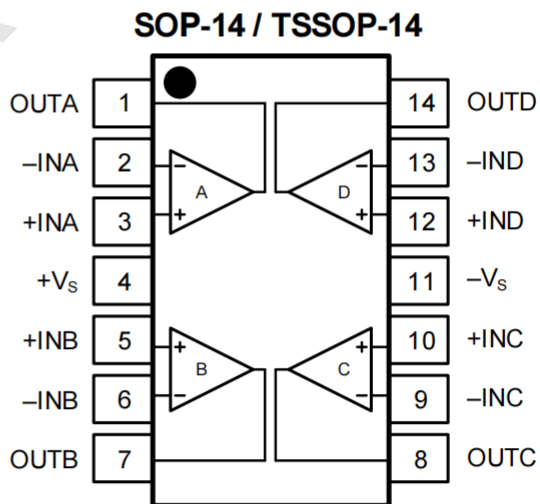 SOP-14 / TSSOP-14
OUTA 1 14 OUTD
–INA 2 – – 13 –IND
A D
+INA 3 + + 12 +IND
+VS 4 11 –VS
+INB 5 + + 10 +INC
B C
–INB 6 – – 9 –INC
OUTB 7 8 OUTC